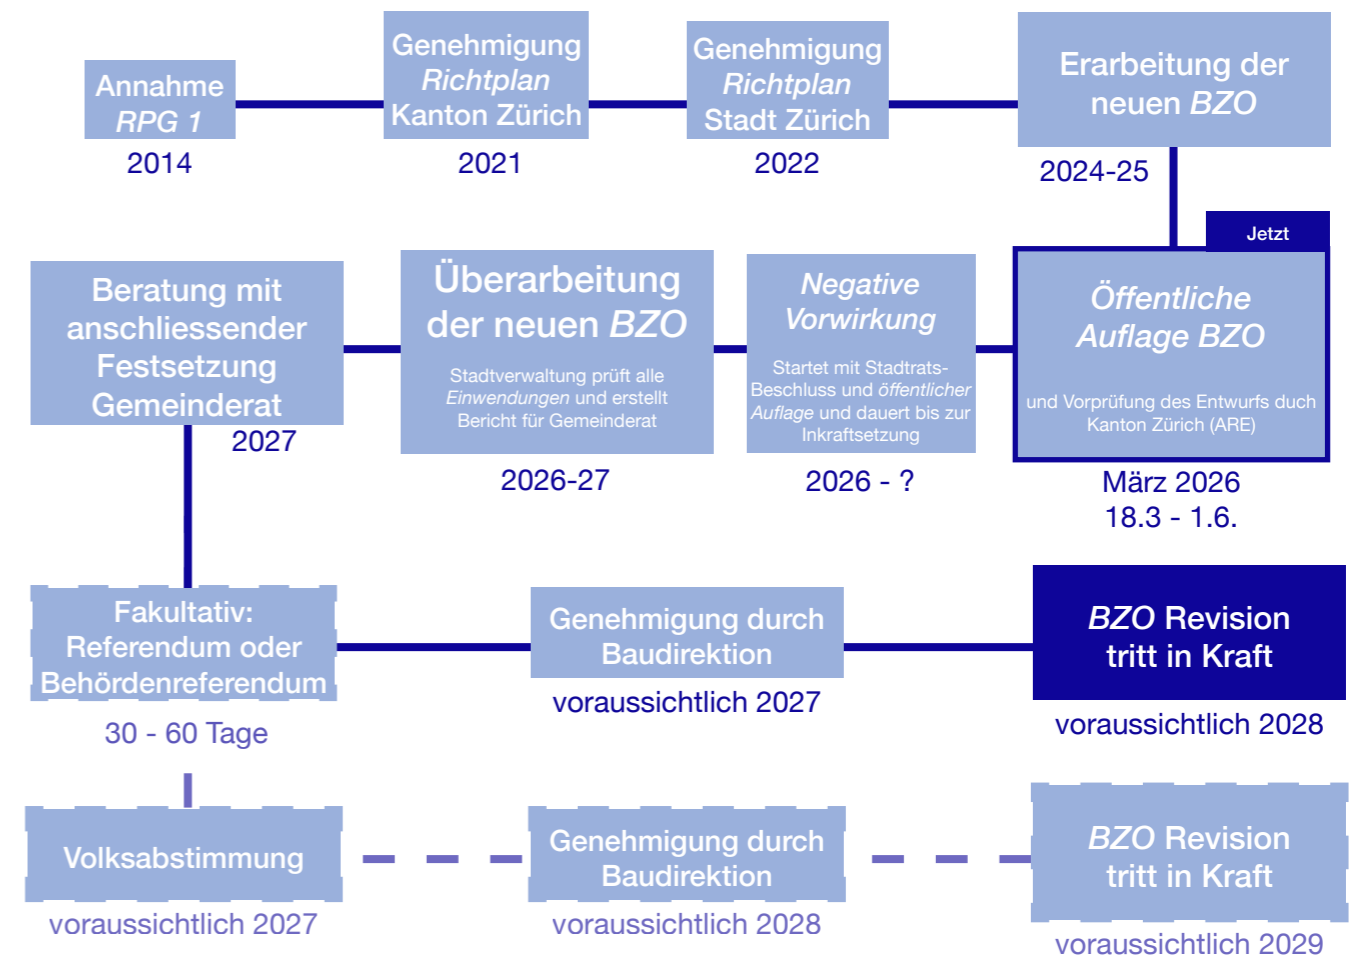 Annahme
RPG 1
2014
Genehmigung
Richtplan
Kanton Zürich
2021
Genehmigung
Richtplan
Stadt Zürich
2022
Erarbeitung der
neuen BZO
2024-25
Jetzt
Öffentliche
Auflage BZO
und Vorprüfung des Entwurfs duch
Kanton Zürich (ARE)
März 2026
18.3 - 1.6.
Negative
Vorwirkung
Startet mit Stadtrats-
Beschluss und öffentlicher
Auflage und dauert bis zur
Inkraftsetzung
2026 - ?
Überarbeitung
der neuen BZO
Stadtverwaltung prüft alle
Einwendungen und erstellt
Bericht für Gemeinderat
2026-27
Beratung mit
anschliessender
Festsetzung
Gemeinderat
2027
Fakultativ:
Referendum oder
Behördenreferendum
30 - 60 Tage
Genehmigung durch
Baudirektion
voraussichtlich 2027
BZO Revision
tritt in Kraft
voraussichtlich 2028
Volksabstimmung
voraussichtlich 2027
Genehmigung durch
Baudirektion
voraussichtlich 2028
BZO Revision
tritt in Kraft
voraussichtlich 2029